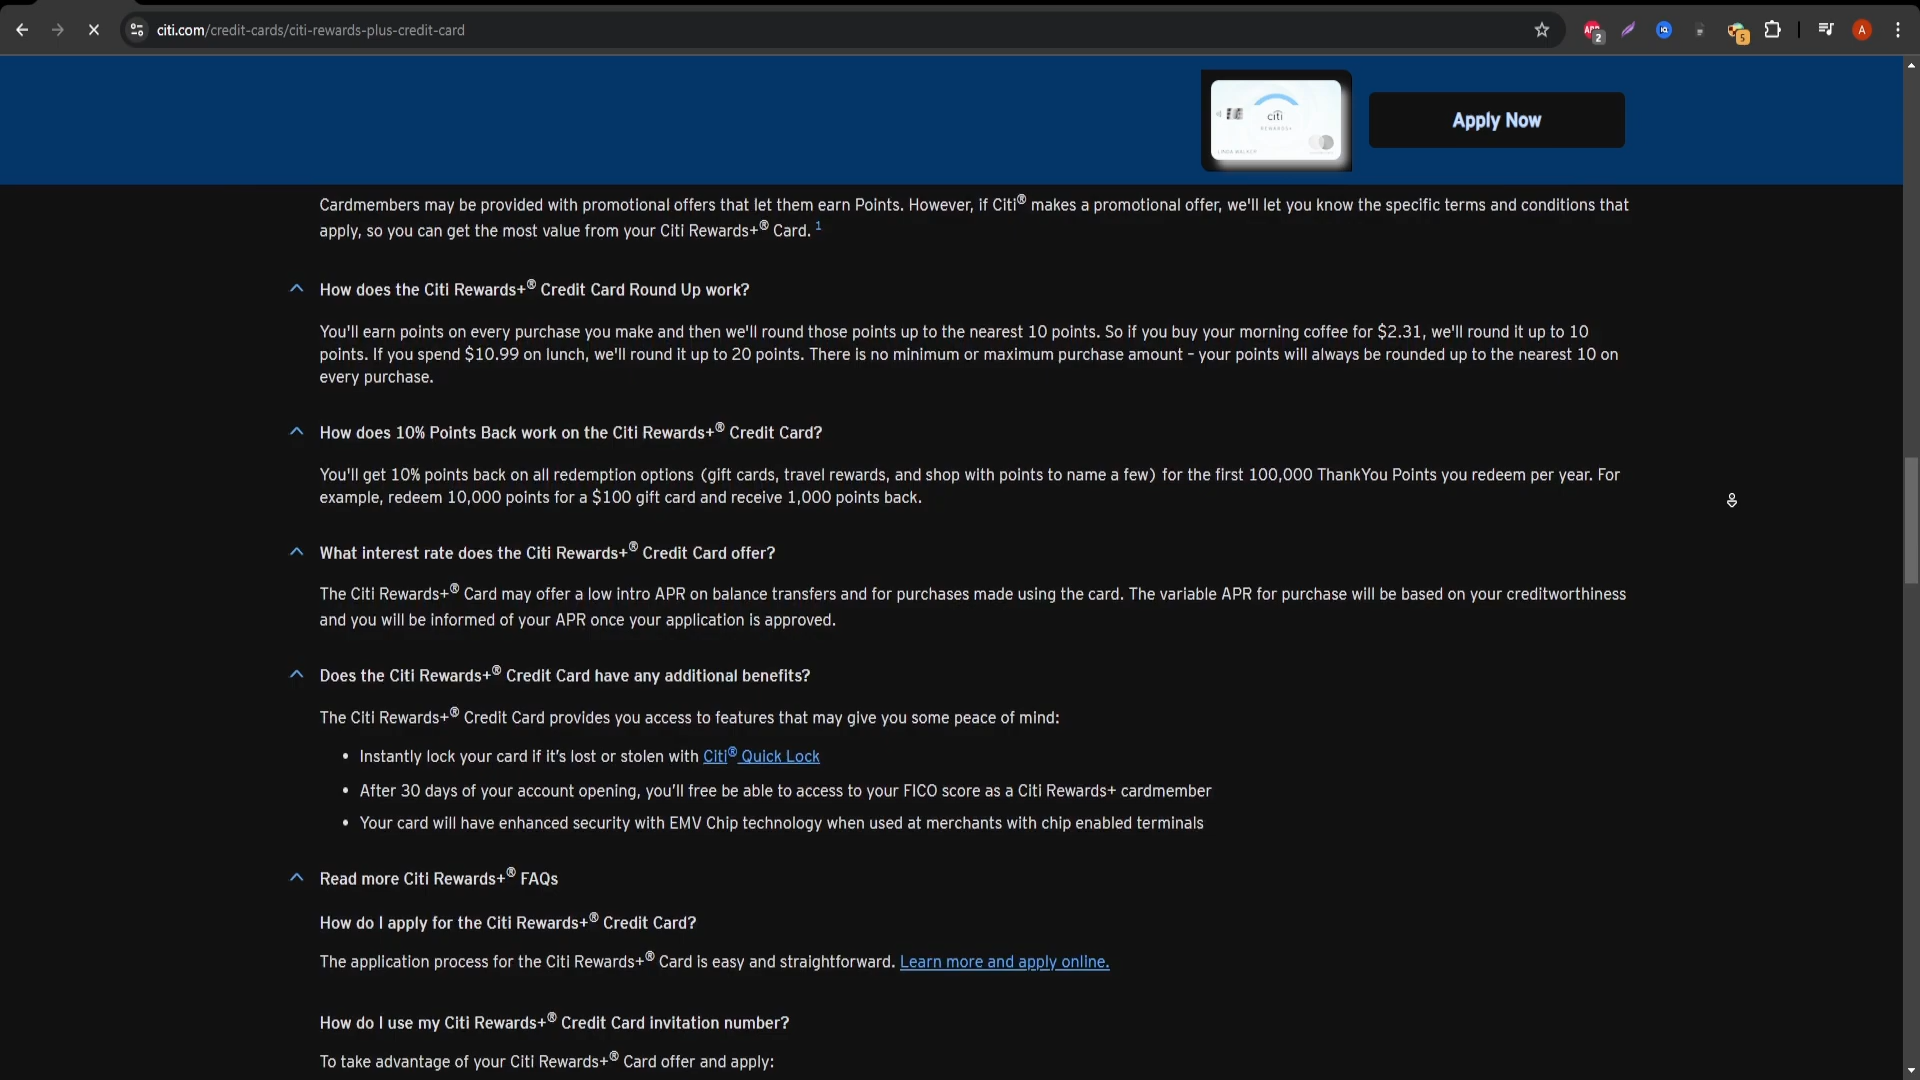 citi.com/credit-cards/citi-rewards-plus-credit-card
2
5
A
citi
REWARDS+
LINDA WALKER
Apply Now
Cardmembers may be provided with promotional offers that let them earn Points. However, if Citi® makes a promotional offer, we'll let you know the specific terms and conditions that
apply, so you can get the most value from your Citi Rewards+® Card. 1
How does the Citi Rewards+® Credit Card Round Up work?
You'll earn points on every purchase you make and then we'll round those points up to the nearest 10 points. So if you buy your morning coffee for $2.31, we'll round it up to 10
points. If you spend $10.99 on lunch, we'll round it up to 20 points. There is no minimum or maximum purchase amount – your points will always be rounded up to the nearest 10 on
every purchase.
How does 10% Points Back work on the Citi Rewards+® Credit Card?
You'll get 10% points back on all redemption options (gift cards, travel rewards, and shop with points to name a few) for the first 100,000 ThankYou Points you redeem per year. For
example, redeem 10,000 points for a $100 gift card and receive 1,000 points back.
What interest rate does the Citi Rewards+® Credit Card offer?
The Citi Rewards+® Card may offer a low intro APR on balance transfers and for purchases made using the card. The variable APR for purchase will be based on your creditworthiness
and you will be informed of your APR once your application is approved.
Does the Citi Rewards+® Credit Card have any additional benefits?
The Citi Rewards+® Credit Card provides you access to features that may give you some peace of mind:
• Instantly lock your card if it's lost or stolen with Citi® Quick Lock
• After 30 days of your account opening, you'll free be able to access to your FICO score as a Citi Rewards+ cardmember
• Your card will have enhanced security with EMV Chip technology when used at merchants with chip enabled terminals
Read more Citi Rewards+® FAQs
How do I apply for the Citi Rewards+® Credit Card?
The application process for the Citi Rewards+® Card is easy and straightforward. Learn more and apply online.
How do I use my Citi Rewards+® Credit Card invitation number?
To take advantage of your Citi Rewards+® Card offer and apply: